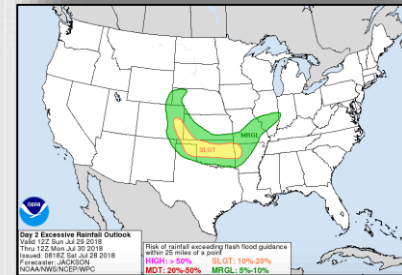 MRGL
SLGT
NOAA
Day 2 Excessive Rainfall Outlook
Valid 12Z Sun Jul 29 2018
Thru 12Z Mon Jul 30 2018
Issued: 0818Z Sat Jul 28 2018
Forecaster: JACKSON
NOAA/NWS/NCEP/WPC
Risk of rainfall exceeding flash flood guidance
within 25 miles of a point
HIGH: > 50% SLGT: 10%-20%
MDT: 20%-50% MRGL: 5%-10%